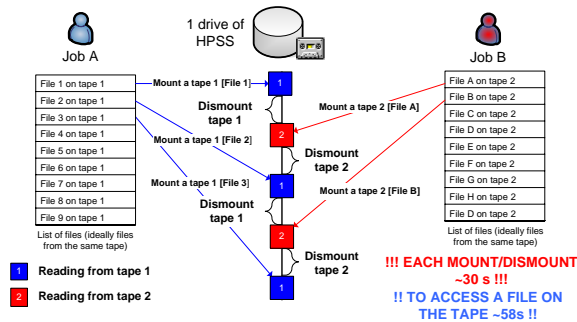 1 drive of
HPSS
Job A
Job B
File 1 on tape 1
File 2 on tape 1
File 3 on tape 1
File 4 on tape 1
File 5 on tape 1
File 6 on tape 1
File 7 on tape 1
File 8 on tape 1
File 9 on tape 1
List of files (ideally files
from the same tape)
Mount a tape 1 [File 1]
Mount a tape 1 [File 2]
Mount a tape 1 [File 3]
1
Dismount
tape 1
2
Dismount
tape 2
1
Dismount
tape 1
2
Dismount
tape 2
1
Mount a tape 2 [File A]
Mount a tape 2 [File B]
File A on tape 2
File B on tape 2
File C on tape 2
File D on tape 2
File E on tape 2
File F on tape 2
File G on tape 2
File H on tape 2
File D on tape 2
List of files (ideally files
from the same tape)
1 Reading from tape 1
2 Reading from tape 2
!!! EACH MOUNT/DISMOUNT
~30 s !!!
!! TO ACCESS A FILE ON
THE TAPE ~58s !!